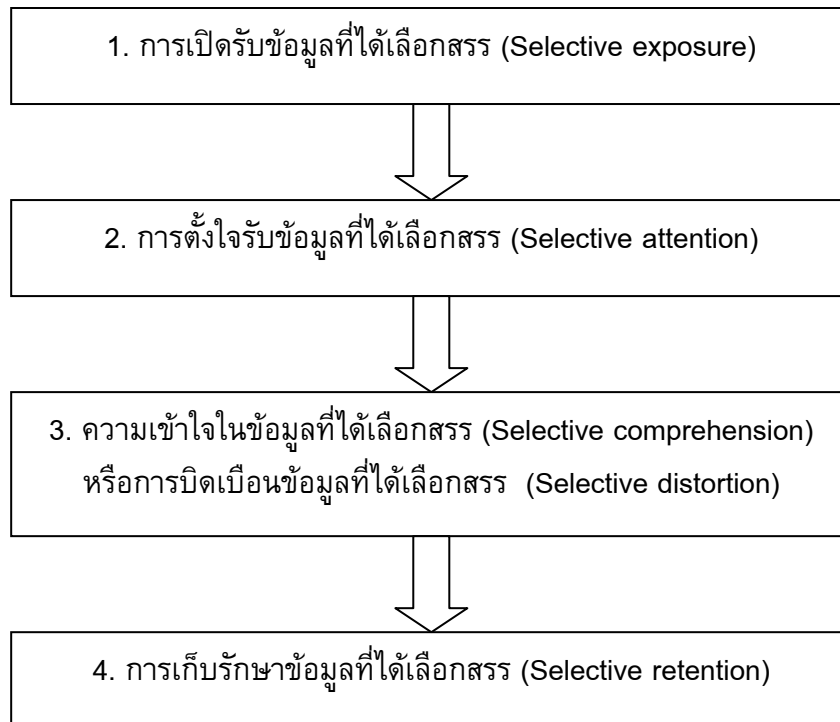 1. การเปิดรับข้อมูลที่ได้เลือกสรร (Selective exposure)
2. การตั้งใจรับข้อมูลที่ได้เลือกสรร (Selective attention)
3. ความเข้าใจในข้อมูลที่ได้เลือกสรร (Selective comprehension)
หรือการบิดเบือนข้อมูลที่ได้เลือกสรร (Selective distortion)
4. การเก็บรักษาข้อมูลที่ได้เลือกสรร (Selective retention)